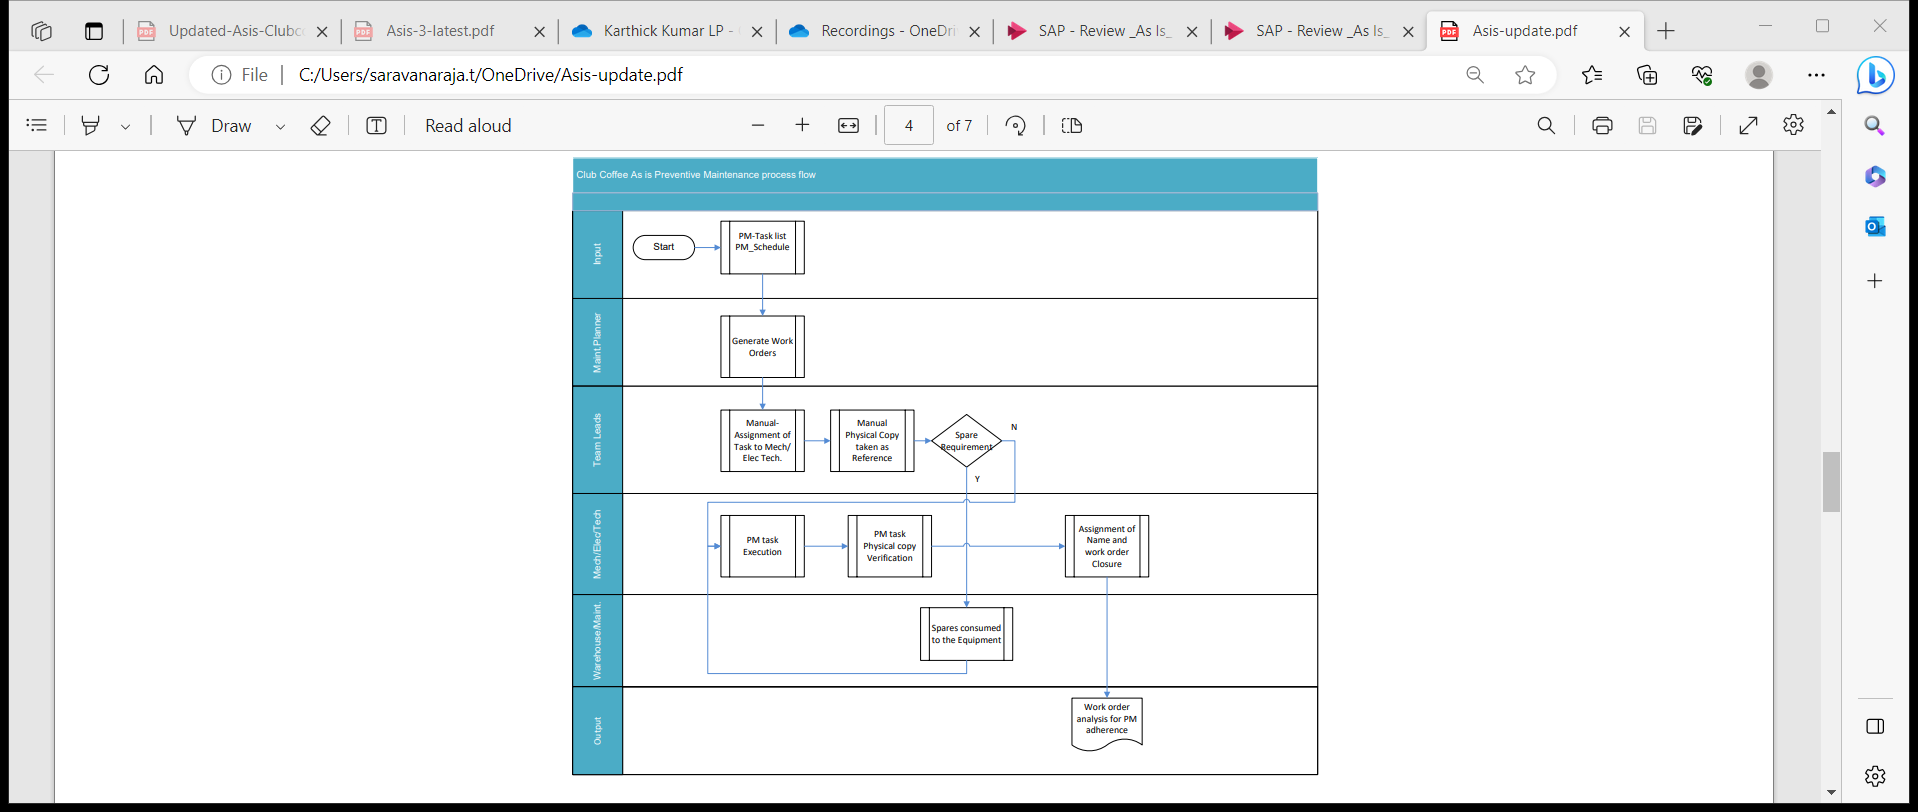 Updated-Asis-Clubc
Asis-3-latest.pdf
Karthick Kumar LP -
Recordings - OneDri
SAP - Review _As Is_
SAP - Review _As Is_
Asis-update.pdf
File
C:/Users/saravanaraja.t/OneDrive/Asis-update.pdf
Draw
Read aloud
4
of 7
Club Coffee As is Preventive Maintenance process flow
Input
Start
PM-Task list
PM_Schedule
Maint.Planner
Generate Work
Orders
Team Leads
Manual-
Assignment of
Task to Mech/
Elec Tech.
Manual
Physical Copy
taken as
Reference
Spare
Requirement
N
Y
Mech/Elec/Tech
PM task
Execution
PM task
Physical copy
Verification
Assignment of
Name and
work order
Closure
Warehouse/Maint.
Spares consumed
to the Equipment
Output
Work order
analysis for PM
adherence